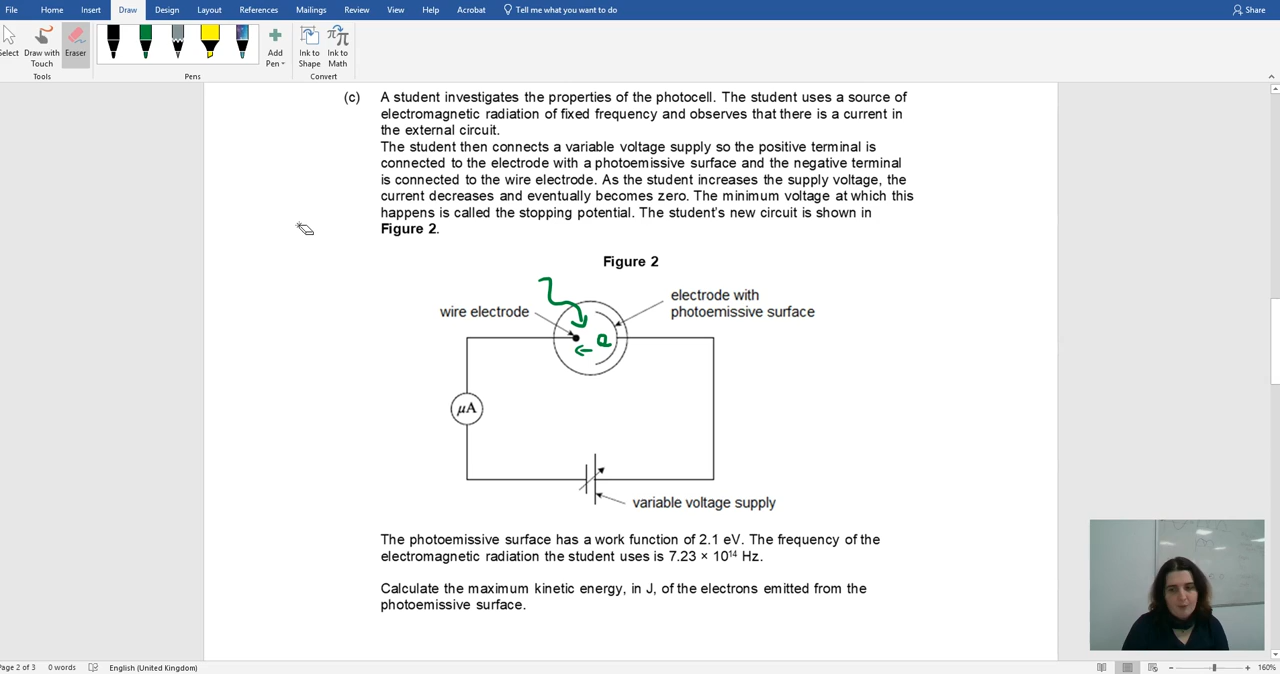 File Home Insert Draw Design Layout References Mailings Review View Help Acrobat Tell me what you want to do Share
Select Draw with Touch Eraser Add Pen Ink to Shape Ink to Math
Tools Pens Convert
(c) A student investigates the properties of the photocell. The student uses a source of
electromagnetic radiation of fixed frequency and observes that there is a current in
the external circuit.
The student then connects a variable voltage supply so the positive terminal is
connected to the electrode with a photoemissive surface and the negative terminal
is connected to the wire electrode. As the student increases the supply voltage, the
current decreases and eventually becomes zero. The minimum voltage at which this
happens is called the stopping potential. The student's new circuit is shown in
Figure 2.
Figure 2
wire electrode
electrode with
photoemissive surface
e
µA
variable voltage supply
The photoemissive surface has a work function of 2.1 eV. The frequency of the
electromagnetic radiation the student uses is 7.23 × 10¹⁴ Hz.
Calculate the maximum kinetic energy, in J, of the electrons emitted from the
photoemissive surface.
Page 2 of 3 0 words English (United Kingdom) - + 160%